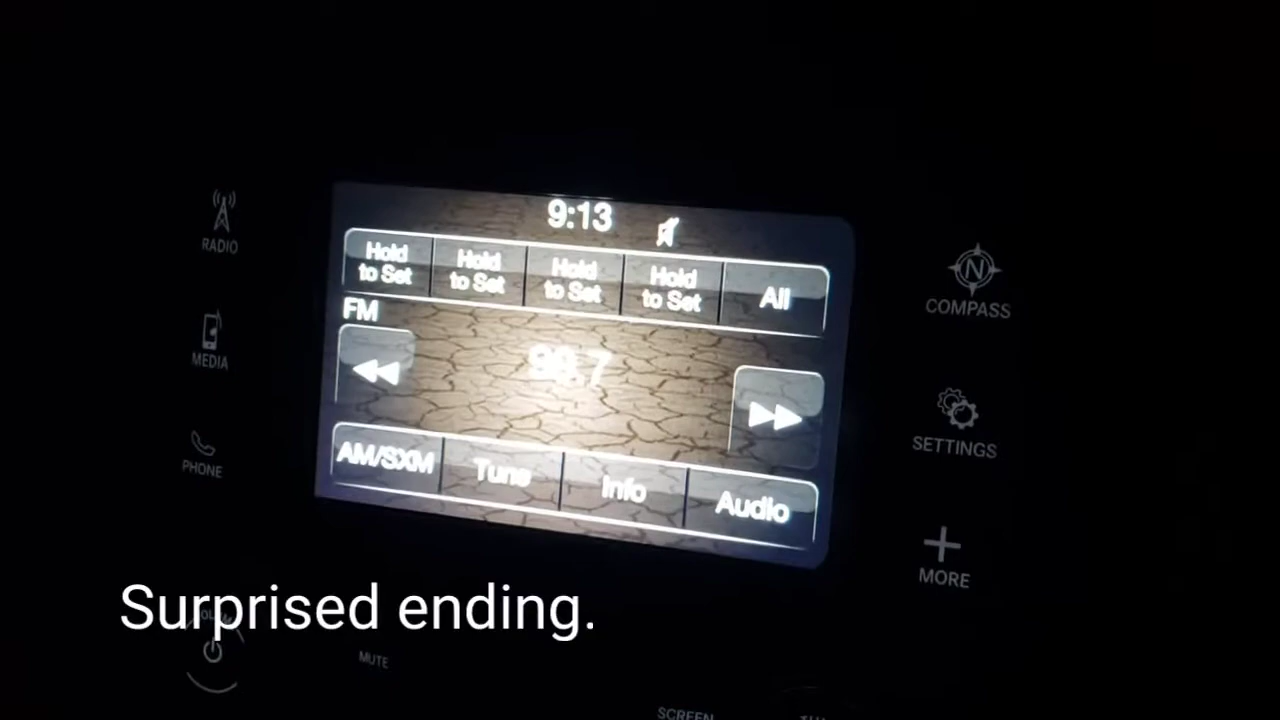 9:13
Hold to Set
Hold to Set
Hold to Set
Hold to Set
All
FM
AM/SXM
Tune
Info
Audio
RADIO
MEDIA
PHONE
N
COMPASS
SETTINGS
MORE
Surprised ending.
MUTE
SCREEN